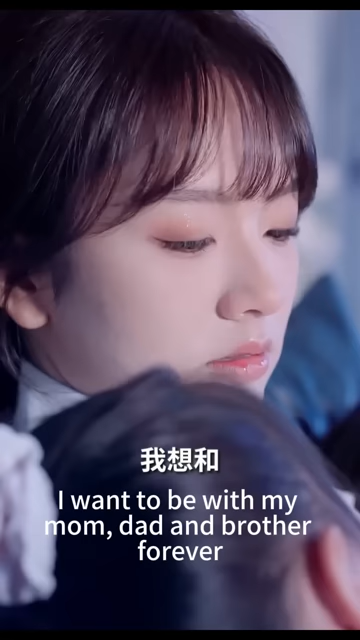 我想和
I want to be with my
mom, dad and brother
forever